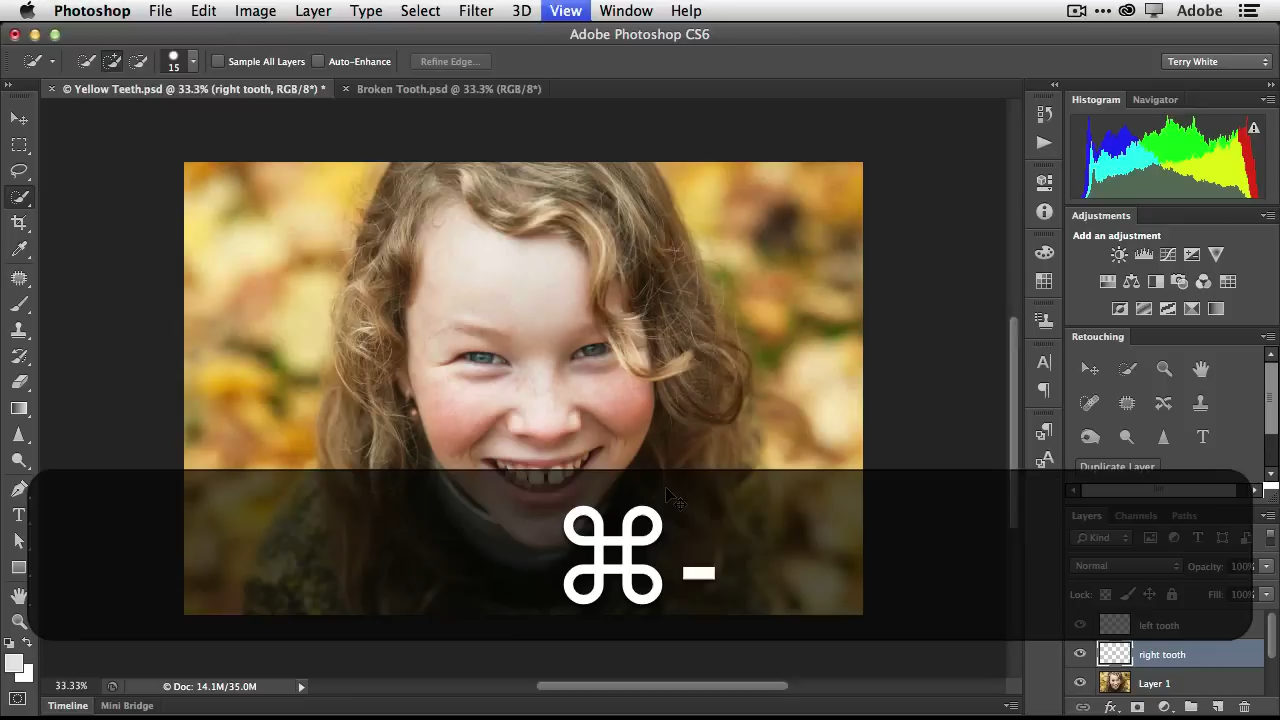 Photoshop File Edit Image Layer Type Select Filter 3D View Window Help Adobe
Adobe Photoshop CS6
15 Sample All Layers Auto-Enhance Refine Edge... Terry White
× © Yellow Teeth.psd @ 33.3% (right tooth, RGB/8*) * × Broken Tooth.psd @ 33.3% (RGB/8*)
Histogram Navigator
Adjustments
Add an adjustment
Retouching
Duplicate Layer
⌘ -
Layers Channels Paths
Kind
Normal Opacity: 100%
Lock: Fill: 100%
left tooth
right tooth
Layer 1
33.33% © Doc: 14.1M/35.0M
Timeline Mini Bridge